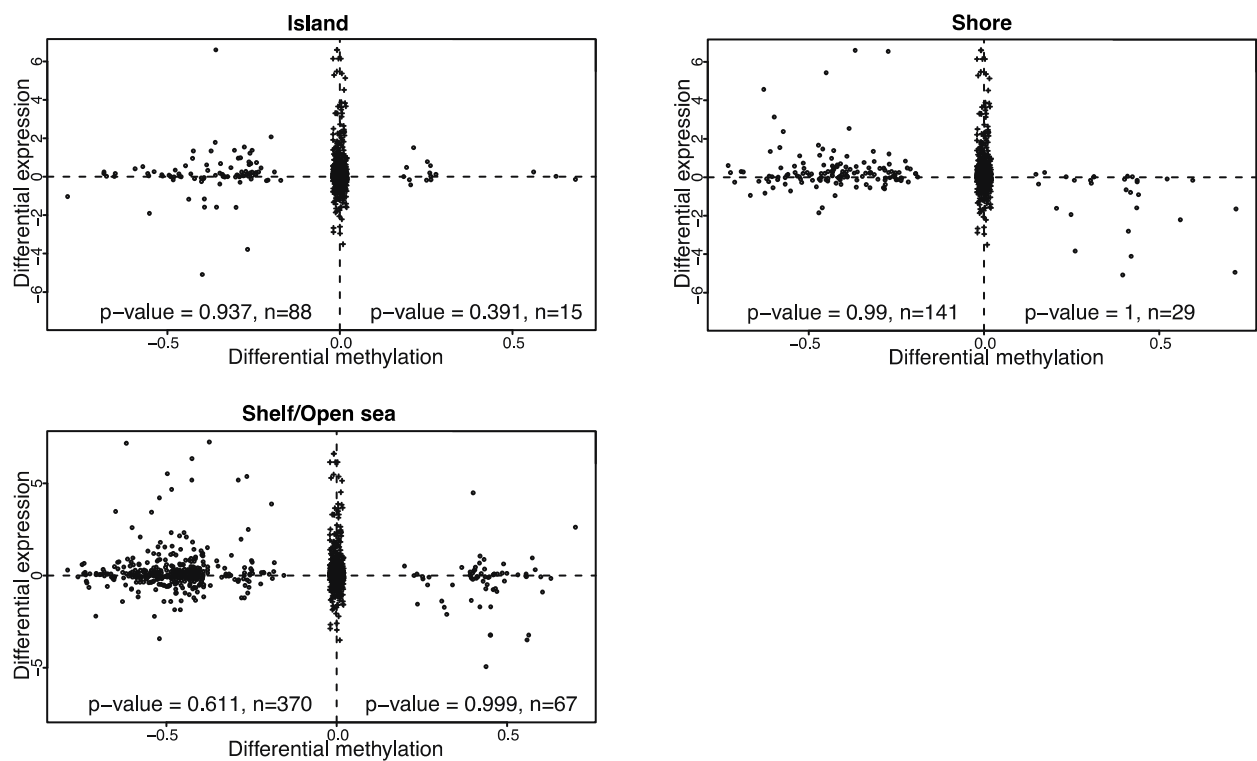 Island
Differential expression
6
4
2
0
−2
−4
−6
p−value = 0.937, n=88
p−value = 0.391, n=15
−0.5
0.0
0.5
Differential methylation
Shore
Differential expression
6
4
2
0
−2
−4
−6
p−value = 0.99, n=141
p−value = 1, n=29
−0.5
0.0
0.5
Differential methylation
Shelf/Open sea
Differential expression
5
0
−5
p−value = 0.611, n=370
p−value = 0.999, n=67
−0.5
0.0
0.5
Differential methylation